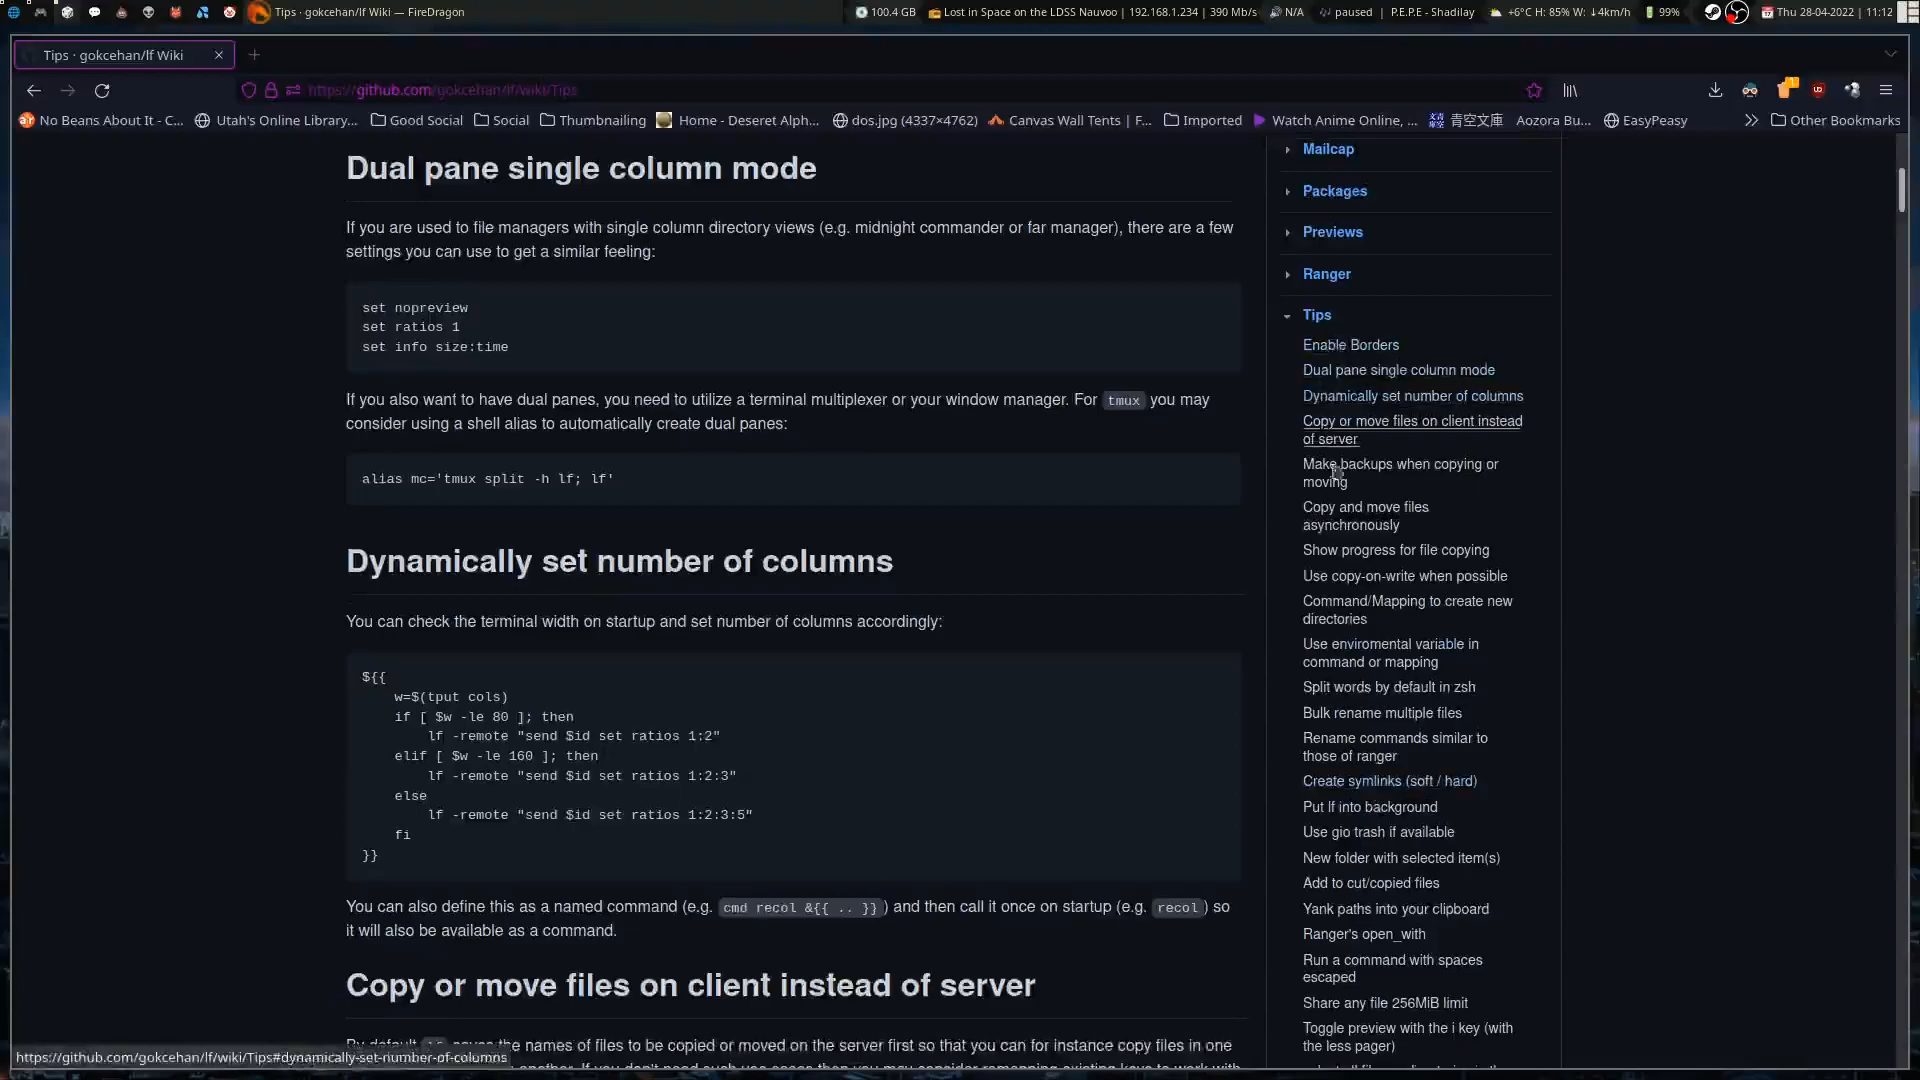 Tips · gokcehan/lf Wiki — FireDragon
100.4 GB
Lost in Space on the LDSS Nauvoo | 192.168.1.234 | 390 Mb/s
N/A
paused | P.E.P.E - Shadilay
+6°C H: 85% W: ↓4km/h
99%
Thu 28-04-2022 | 11:12
Tips · gokcehan/lf Wiki
https://github.com/gokcehan/lf/wiki/Tips
No Beans About It - C...
Utah's Online Library...
Good Social
Social
Thumbnailing
Home - Deseret Alph...
dos.jpg (4337×4762)
Canvas Wall Tents | F...
Imported
Watch Anime Online, ...
青空文庫 Aozora Bu...
EasyPeasy
Other Bookmarks
Dual pane single column mode
If you are used to file managers with single column directory views (e.g. midnight commander or far manager), there are a few
settings you can use to get a similar feeling:
set nopreview
set ratios 1
set info size:time
If you also want to have dual panes, you need to utilize a terminal multiplexer or your window manager. For tmux you may
consider using a shell alias to automatically create dual panes:
alias mc='tmux split -h lf; lf'
Dynamically set number of columns
You can check the terminal width on startup and set number of columns accordingly:
${{
w=$(tput cols)
if [ $w -le 80 ]; then
lf -remote "send $id set ratios 1:2"
elif [ $w -le 160 ]; then
lf -remote "send $id set ratios 1:2:3"
else
lf -remote "send $id set ratios 1:2:3:5"
fi
}}
You can also define this as a named command (e.g. cmd recol &{{ .. }}) and then call it once on startup (e.g. recol) so
it will also be available as a command.
Copy or move files on client instead of server
the names of files to be copied or moved on the server first so that you can for instance copy files in one
https://github.com/gokcehan/lf/wiki/Tips#dynamically-set-number-of-columns
Mailcap
Packages
Previews
Ranger
Tips
Enable Borders
Dual pane single column mode
Dynamically set number of columns
Copy or move files on client instead
of server
Make backups when copying or
moving
Copy and move files
asynchronously
Show progress for file copying
Use copy-on-write when possible
Command/Mapping to create new
directories
Use enviromental variable in
command or mapping
Split words by default in zsh
Bulk rename multiple files
Rename commands similar to
those of ranger
Create symlinks (soft / hard)
Put lf into background
Use gio trash if available
New folder with selected item(s)
Add to cut/copied files
Yank paths into your clipboard
Ranger's open_with
Run a command with spaces
escaped
Share any file 256MiB limit
Toggle preview with the i key (with
the less pager)